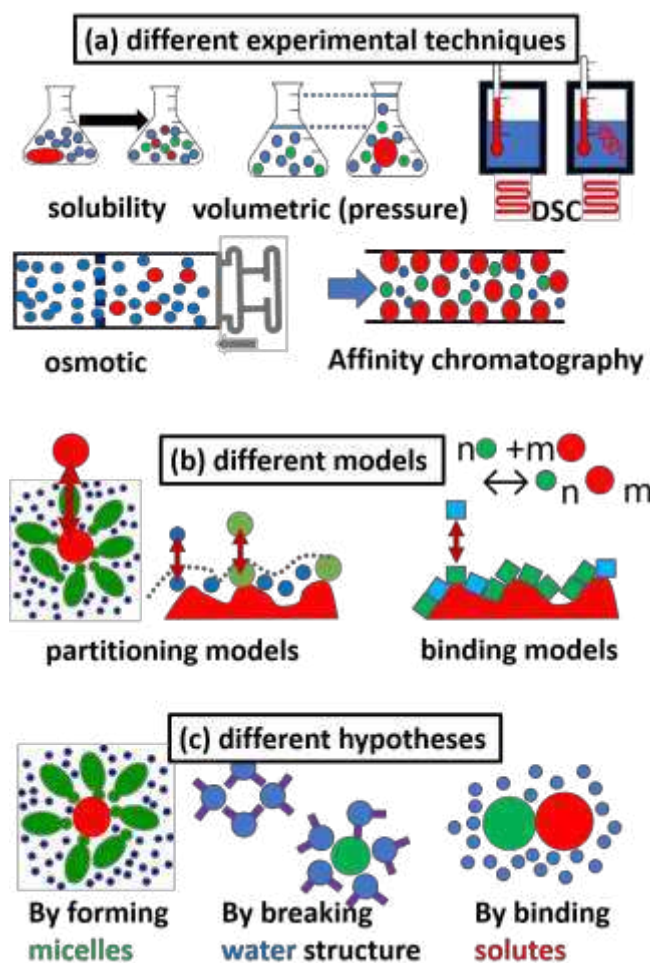 (a) different experimental techniques
solubility
volumetric (pressure)
DSC
osmotic
Affinity chromatography
(b) different models
n +m
n m
partitioning models
binding models
(c) different hypotheses
By forming
micelles
By breaking
water structure
By binding
solutes